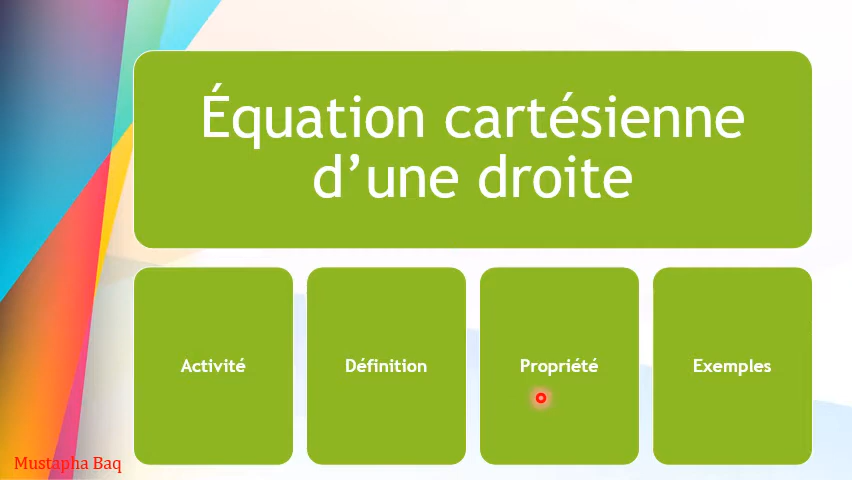 Équation cartésienne
d’une droite
Activité
Définition
Propriété
Exemples
Mustapha Baq